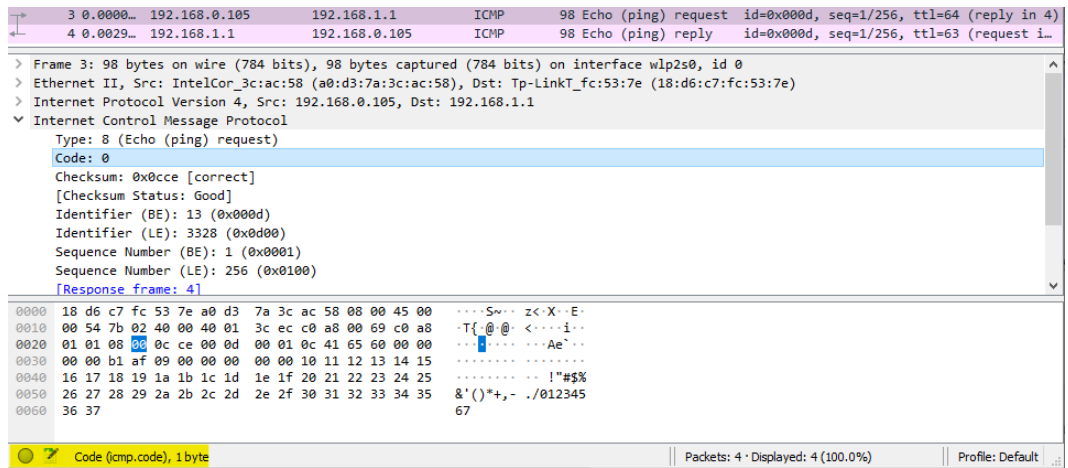 3 0.0000… 192.168.0.105 192.168.1.1 ICMP 98 Echo (ping) request id=0x000d, seq=1/256, ttl=64 (reply in 4)
4 0.0029… 192.168.1.1 192.168.0.105 ICMP 98 Echo (ping) reply id=0x000d, seq=1/256, ttl=63 (request i…
> Frame 3: 98 bytes on wire (784 bits), 98 bytes captured (784 bits) on interface wlp2s0, id 0
> Ethernet II, Src: IntelCor_3c:ac:58 (a0:d3:7a:3c:ac:58), Dst: Tp-LinkT_fc:53:7e (18:d6:c7:fc:53:7e)
> Internet Protocol Version 4, Src: 192.168.0.105, Dst: 192.168.1.1
Internet Control Message Protocol
Type: 8 (Echo (ping) request)
Code: 0
Checksum: 0x0cce [correct]
[Checksum Status: Good]
Identifier (BE): 13 (0x000d)
Identifier (LE): 3328 (0x0d00)
Sequence Number (BE): 1 (0x0001)
Sequence Number (LE): 256 (0x0100)
[Response frame: 4]
0000 18 d6 c7 fc 53 7e a0 d3 7a 3c ac 58 08 00 45 00 ····S~·· z<·X··E·
0010 00 54 7b 02 40 00 40 01 3c ec c0 a8 00 69 c0 a8 ·T{·@·@· <····i··
0020 01 01 08 00 0c ce 00 0d 00 01 0c 41 65 60 00 00 ········ ···Ae`··
0030 00 00 b1 af 09 00 00 00 00 00 10 11 12 13 14 15 ········ ········
0040 16 17 18 19 1a 1b 1c 1d 1e 1f 20 21 22 23 24 25 ········ ·· !"#$%
0050 26 27 28 29 2a 2b 2c 2d 2e 2f 30 31 32 33 34 35 &'()*+,- ./012345
0060 36 37 67
Code (icmp.code), 1 byte Packets: 4 · Displayed: 4 (100.0%) Profile: Default